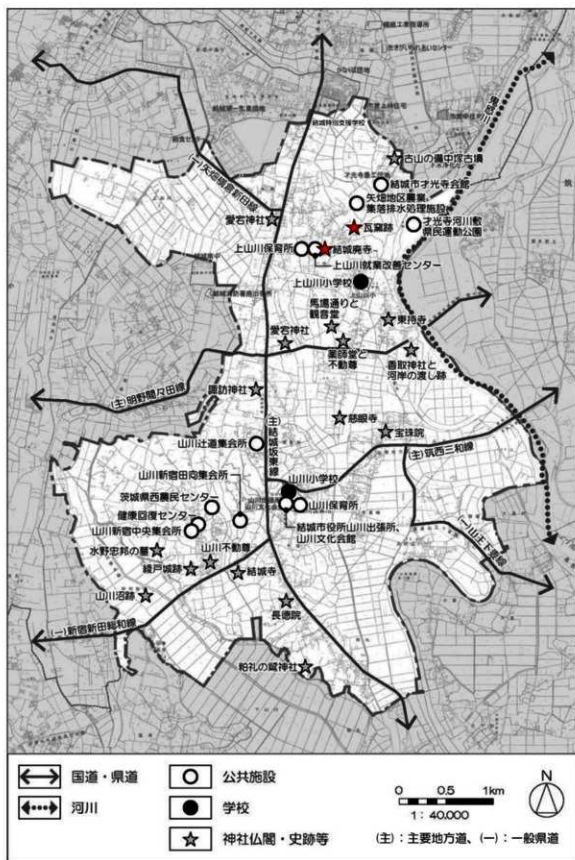 鬼怒川
古山の備中塚古墳
結城市才光寺会館
(一)矢畑横倉新田線
矢畑地区農業
集落排水処理施設
才光寺河川敷
県民運動公園
愛宕神社
瓦窯跡
上山川保育所
結城廃寺
上山川就業改善センター
上山川小学校
馬場通りと
観音堂
東持寺
愛宕神社
薬師堂と
不動尊
香取神社と
河岸の渡し跡
(主)明野間々田線
諏訪神社
(主)結城坂東線
慈眼寺
宝珠院
山川辻道集会所
(主)筑西三和線
山川新宿田向集会所
山川小学校
茨城県西農民センター
山川保育所
健康回復センター
山川新宿中央集会所
結城市役所山川出張所、
山川文化会館
水野忠邦の墓
山川不動尊
綾戸城跡
結城寺
(一)山王下妻線
山川沼跡
長徳院
(一)新宿新田総和線
粕礼の鷲神社
国道・県道
公共施設
河川
学校
神社仏閣・史跡等
0 0.5 1km
1:40,000
N
(主):主要地方道、(一):一般県道